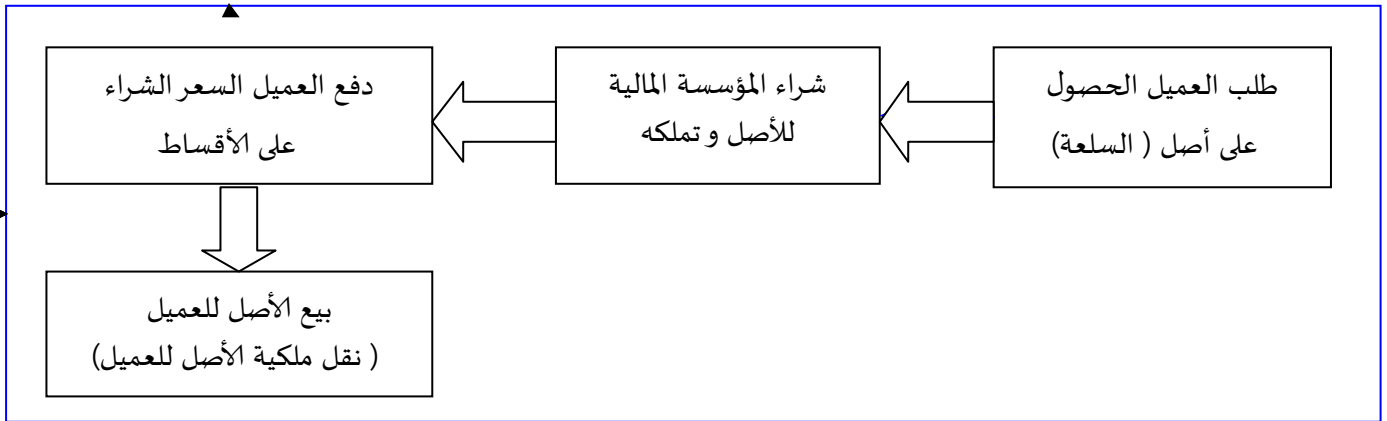 طلب العميل الحصول
على أصل ( السلعة)
شراء المؤسسة المالية
للأصل و تملكه
دفع العميل السعر الشراء
على الأقساط
بيع الأصل للعميل
( نقل ملكية الأصل للعميل)